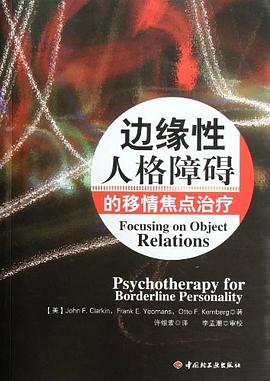 边缘性
人格障碍
的移情焦点治疗
Focusing on Object
Relations
Psychotherapy for
Borderline Personality
【美】John F. Clarkin, Frank E. Yeomans, Otto F. Kernberg 著
许维素 译 李孟潮 审校
中国轻工业出版社